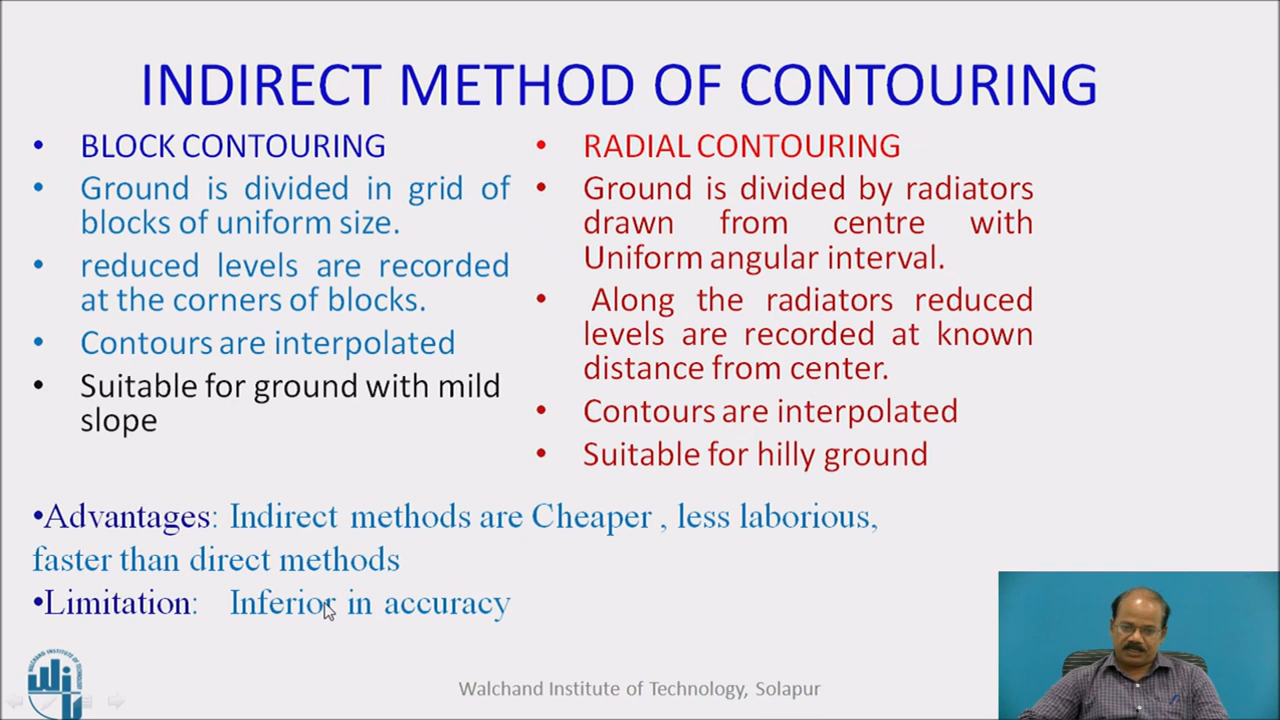 INDIRECT METHOD OF CONTOURING
• BLOCK CONTOURING
• Ground is divided in grid of
blocks of uniform size.
• reduced levels are recorded
at the corners of blocks.
• Contours are interpolated
• Suitable for ground with mild
slope
• RADIAL CONTOURING
• Ground is divided by radiators
drawn from centre with
Uniform angular interval.
• Along the radiators reduced
levels are recorded at known
distance from center.
• Contours are interpolated
• Suitable for hilly ground
•Advantages: Indirect methods are Cheaper , less laborious,
faster than direct methods
•Limitation: Inferior in accuracy
WALCHAND INSTITUTE OF TECHNOLOGY
Walchand Institute of Technology, Solapur